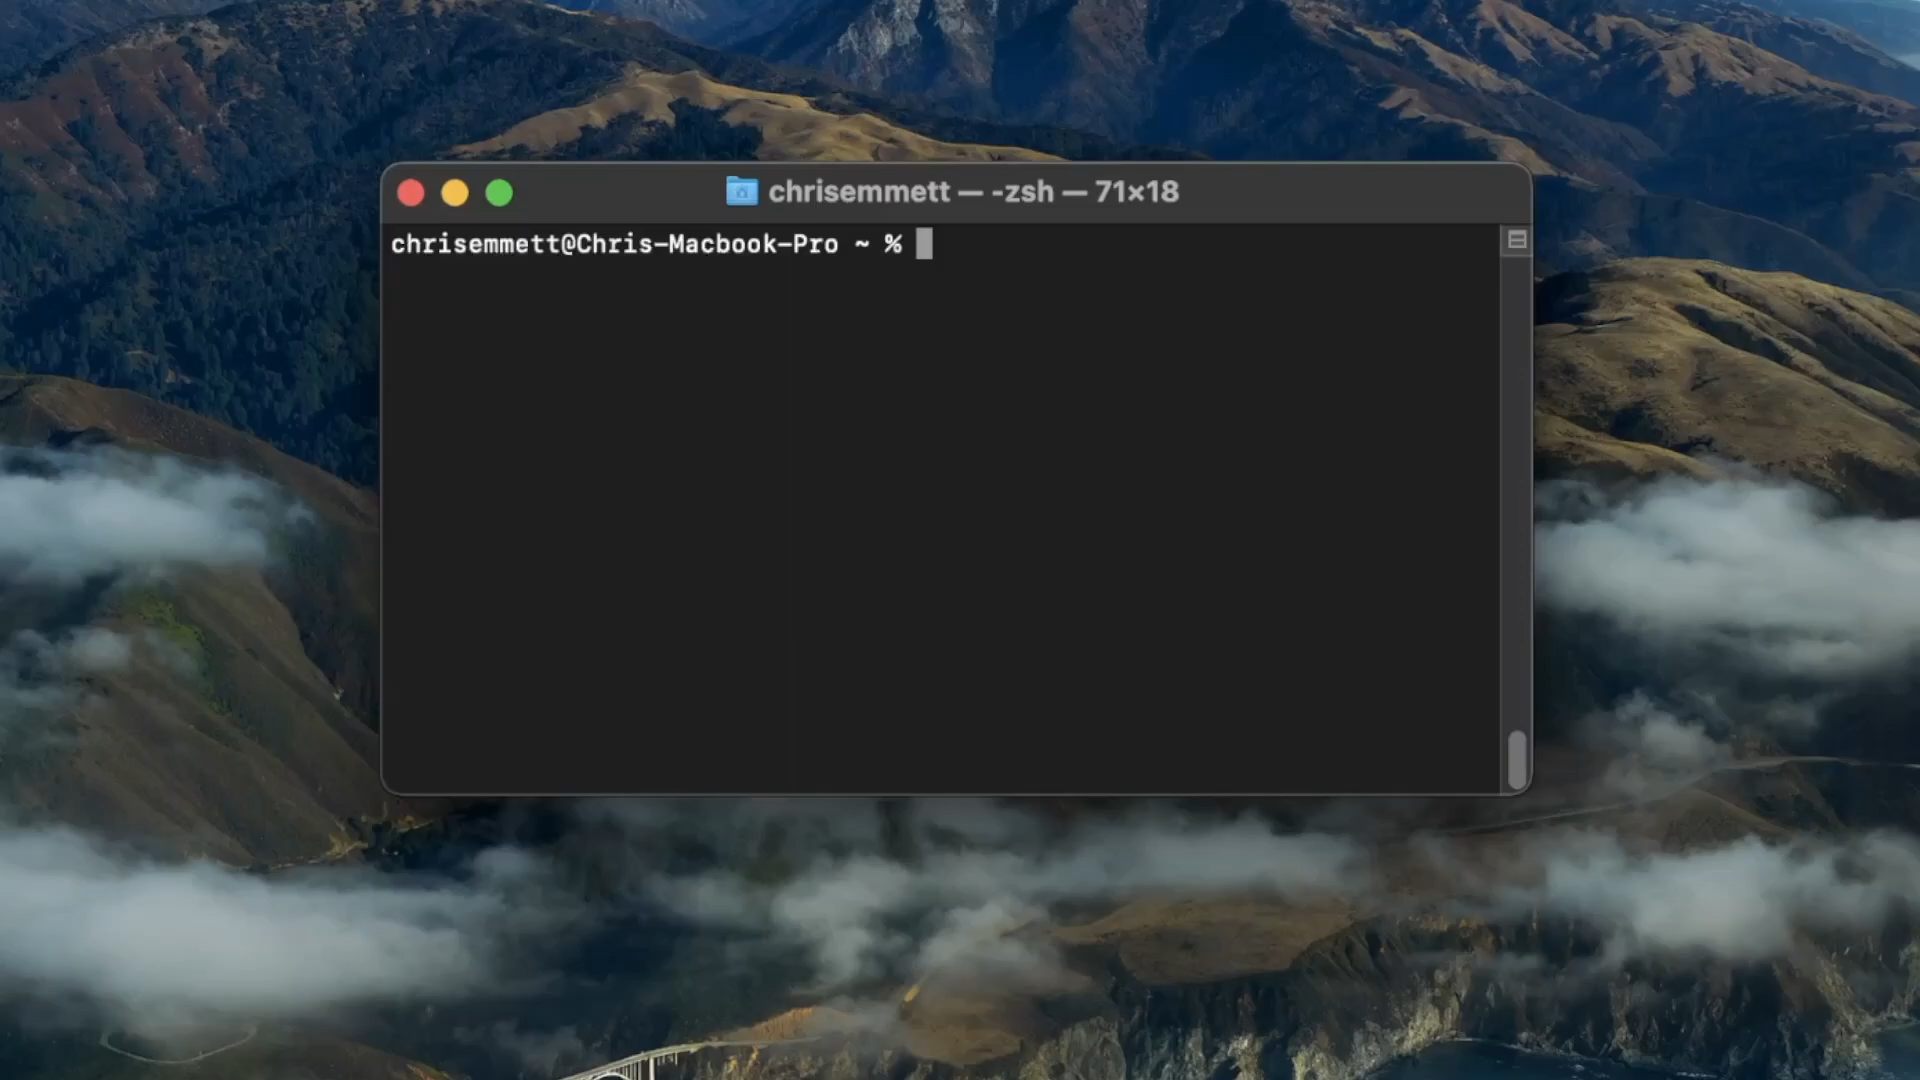 chrisemmett — -zsh — 71×18
chrisemmett@Chris-Macbook-Pro ~ %